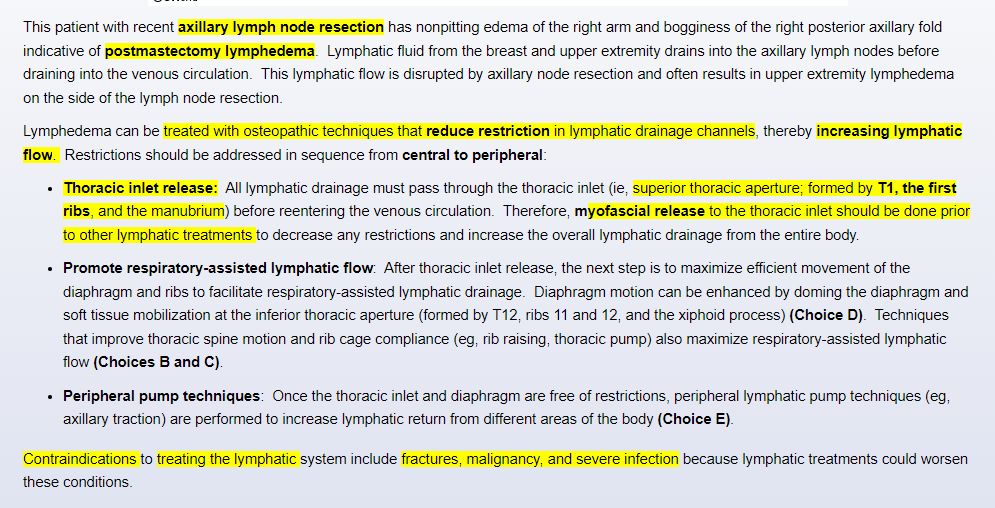 This patient with recent axillary lymph node resection has nonpitting edema of the right arm and bogginess of the right posterior axillary fold
indicative of postmastectomy lymphedema.  Lymphatic fluid from the breast and upper extremity drains into the axillary lymph nodes before
draining into the venous circulation.  This lymphatic flow is disrupted by axillary node resection and often results in upper extremity lymphedema
on the side of the lymph node resection.
Lymphedema can be treated with osteopathic techniques that reduce restriction in lymphatic drainage channels, thereby increasing lymphatic
flow.  Restrictions should be addressed in sequence from central to peripheral:
• Thoracic inlet release:  All lymphatic drainage must pass through the thoracic inlet (ie, superior thoracic aperture; formed by T1, the first
ribs, and the manubrium) before reentering the venous circulation.  Therefore, myofascial release to the thoracic inlet should be done prior
to other lymphatic treatments to decrease any restrictions and increase the overall lymphatic drainage from the entire body.
• Promote respiratory-assisted lymphatic flow:  After thoracic inlet release, the next step is to maximize efficient movement of the
diaphragm and ribs to facilitate respiratory-assisted lymphatic drainage.  Diaphragm motion can be enhanced by doming the diaphragm and
soft tissue mobilization at the inferior thoracic aperture (formed by T12, ribs 11 and 12, and the xiphoid process) (Choice D).  Techniques
that improve thoracic spine motion and rib cage compliance (eg, rib raising, thoracic pump) also maximize respiratory-assisted lymphatic
flow (Choices B and C).
• Peripheral pump techniques:  Once the thoracic inlet and diaphragm are free of restrictions, peripheral lymphatic pump techniques (eg,
axillary traction) are performed to increase lymphatic return from different areas of the body (Choice E).
Contraindications to treating the lymphatic system include fractures, malignancy, and severe infection because lymphatic treatments could worsen
these conditions.